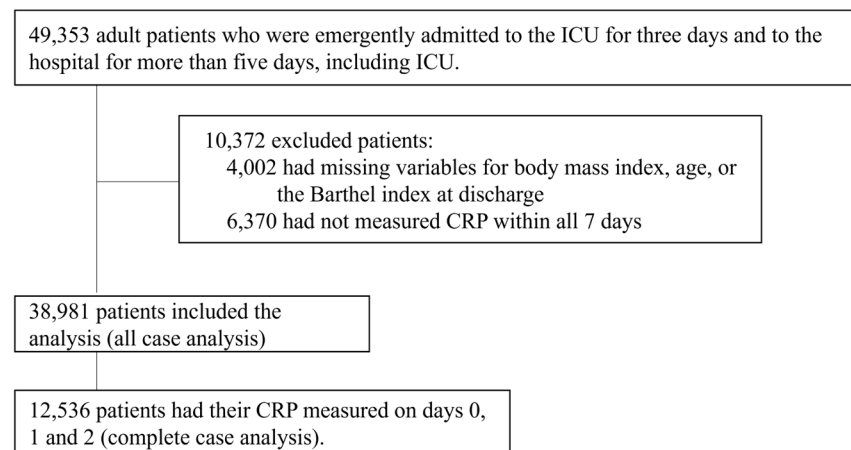 49,353 adult patients who were emergently admitted to the ICU for three days and to the
hospital for more than five days, including ICU.
10,372 excluded patients:
4,002 had missing variables for body mass index, age, or
the Barthel index at discharge
6,370 had not measured CRP within all 7 days
38,981 patients included the
analysis (all case analysis)
12,536 patients had their CRP measured on days 0,
1 and 2 (complete case analysis).